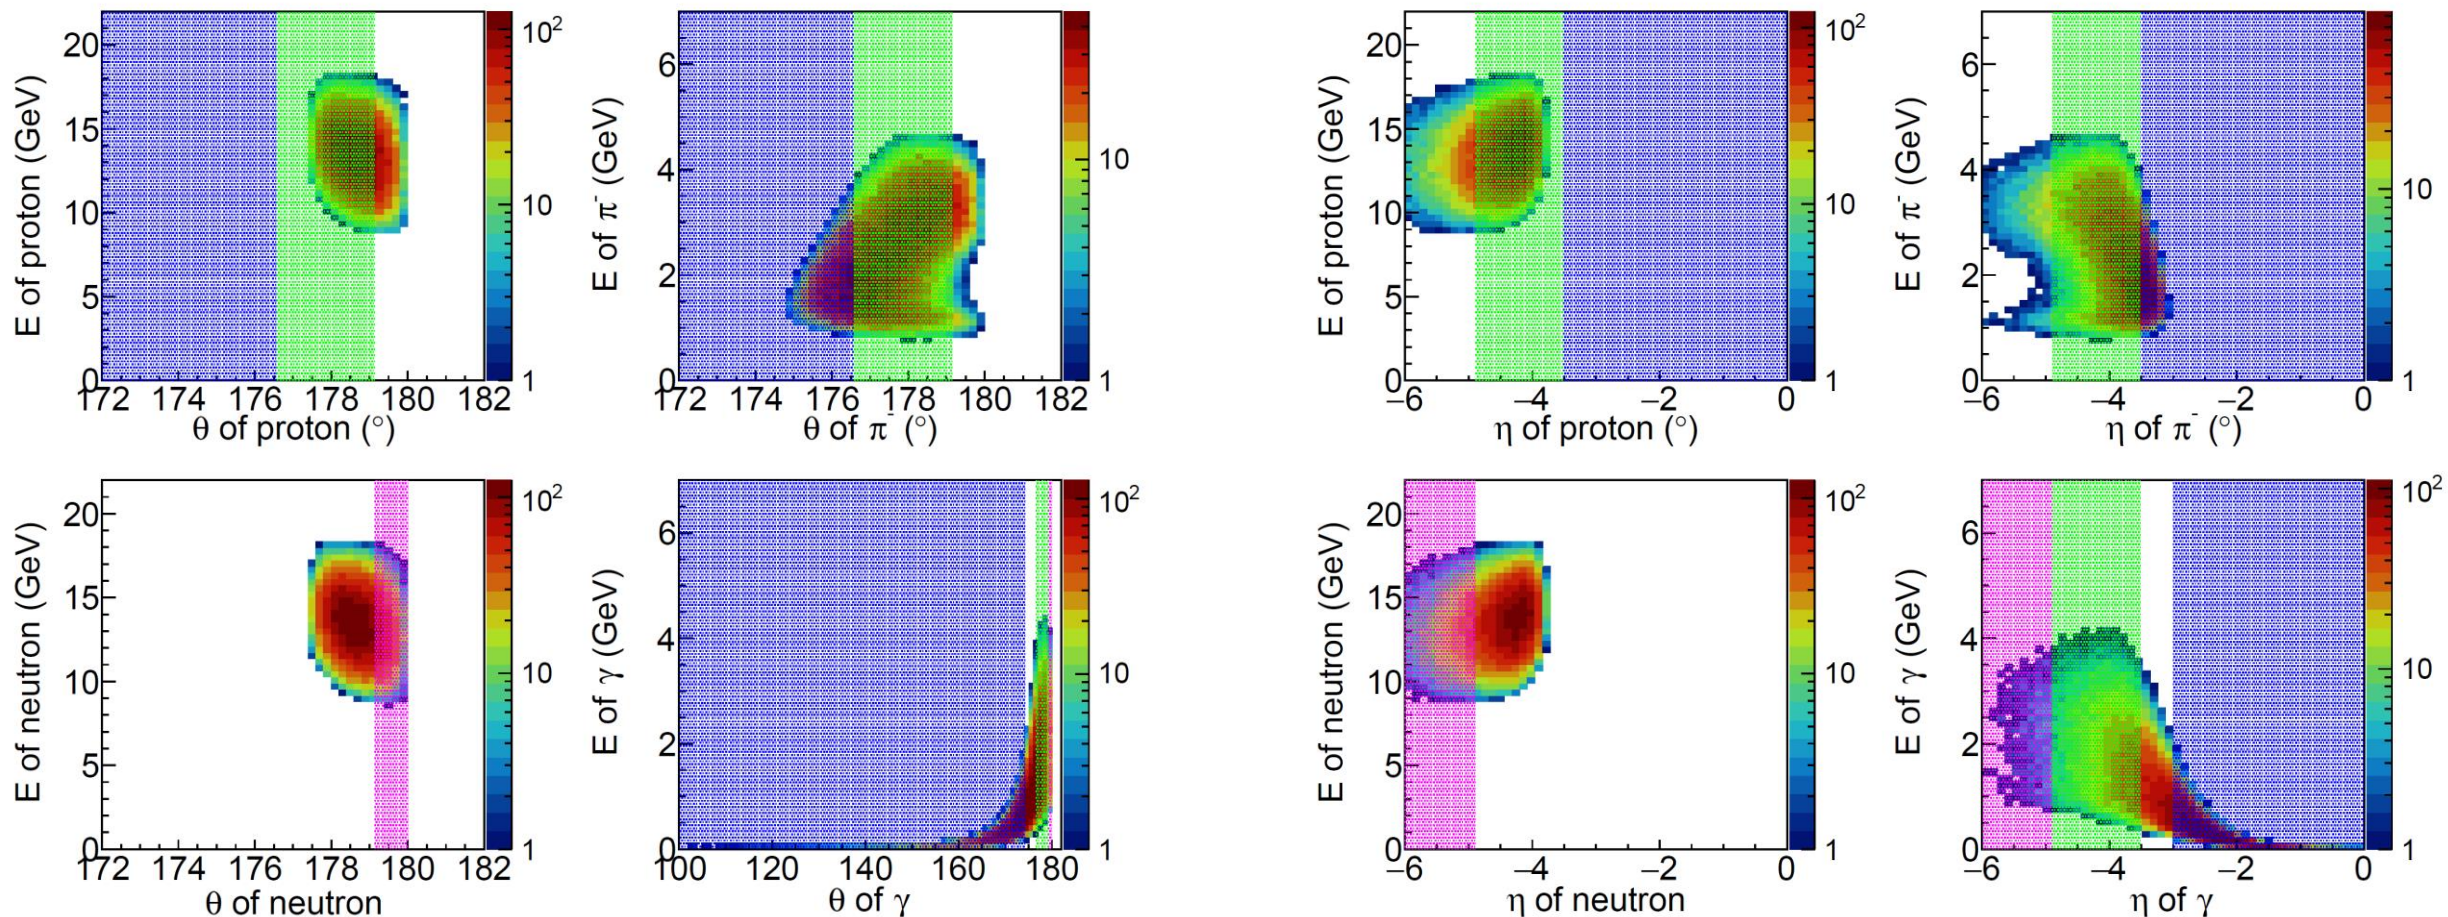 E of proton (GeV)
20
15
10
5
0
172 174 176 178 180 182
θ of proton (°)
10²
10
1
E of π⁻ (GeV)
6
4
2
0
172 174 176 178 180 182
θ of π⁻ (°)
10
1
E of proton (GeV)
20
15
10
5
0
−6 −4 −2 0
η of proton (°)
10²
10
1
E of π⁻ (GeV)
6
4
2
0
−6 −4 −2 0
η of π⁻ (°)
10
1
E of neutron (GeV)
20
15
10
5
0
172 174 176 178 180 182
θ of neutron
10²
10
1
E of γ (GeV)
6
4
2
0
100 120 140 160 180
θ of γ
10²
10
1
E of neutron (GeV)
20
15
10
5
0
−6 −4 −2 0
η of neutron
10²
10
1
E of γ (GeV)
6
4
2
0
−6 −4 −2 0
η of γ
10²
10
1